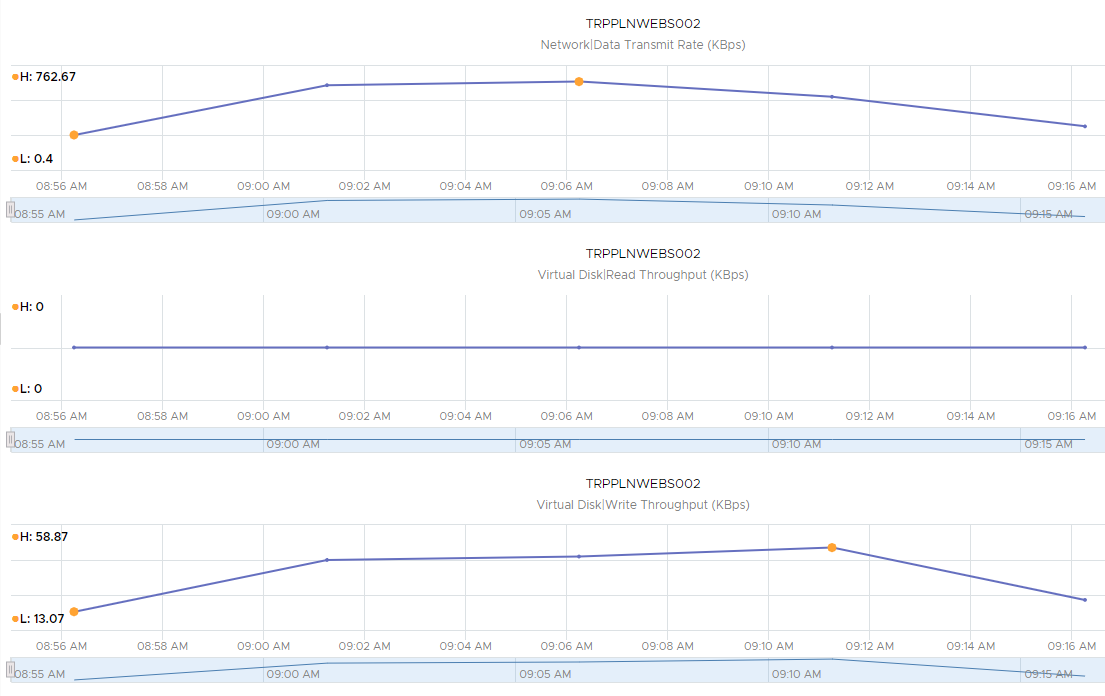 TRPPLNWEBS002
Network|Data Transmit Rate (KBps)
H: 762.67
L: 0.4
08:56 AM 08:58 AM 09:00 AM 09:02 AM 09:04 AM 09:06 AM 09:08 AM 09:10 AM 09:12 AM 09:14 AM 09:16 AM
08:55 AM 09:00 AM 09:05 AM 09:10 AM 09:15 AM
TRPPLNWEBS002
Virtual Disk|Read Throughput (KBps)
H: 0
L: 0
08:56 AM 08:58 AM 09:00 AM 09:02 AM 09:04 AM 09:06 AM 09:08 AM 09:10 AM 09:12 AM 09:14 AM 09:16 AM
08:55 AM 09:00 AM 09:05 AM 09:10 AM 09:15 AM
TRPPLNWEBS002
Virtual Disk|Write Throughput (KBps)
H: 58.87
L: 13.07
08:56 AM 08:58 AM 09:00 AM 09:02 AM 09:04 AM 09:06 AM 09:08 AM 09:10 AM 09:12 AM 09:14 AM 09:16 AM
08:55 AM 09:00 AM 09:05 AM 09:10 AM 09:15 AM